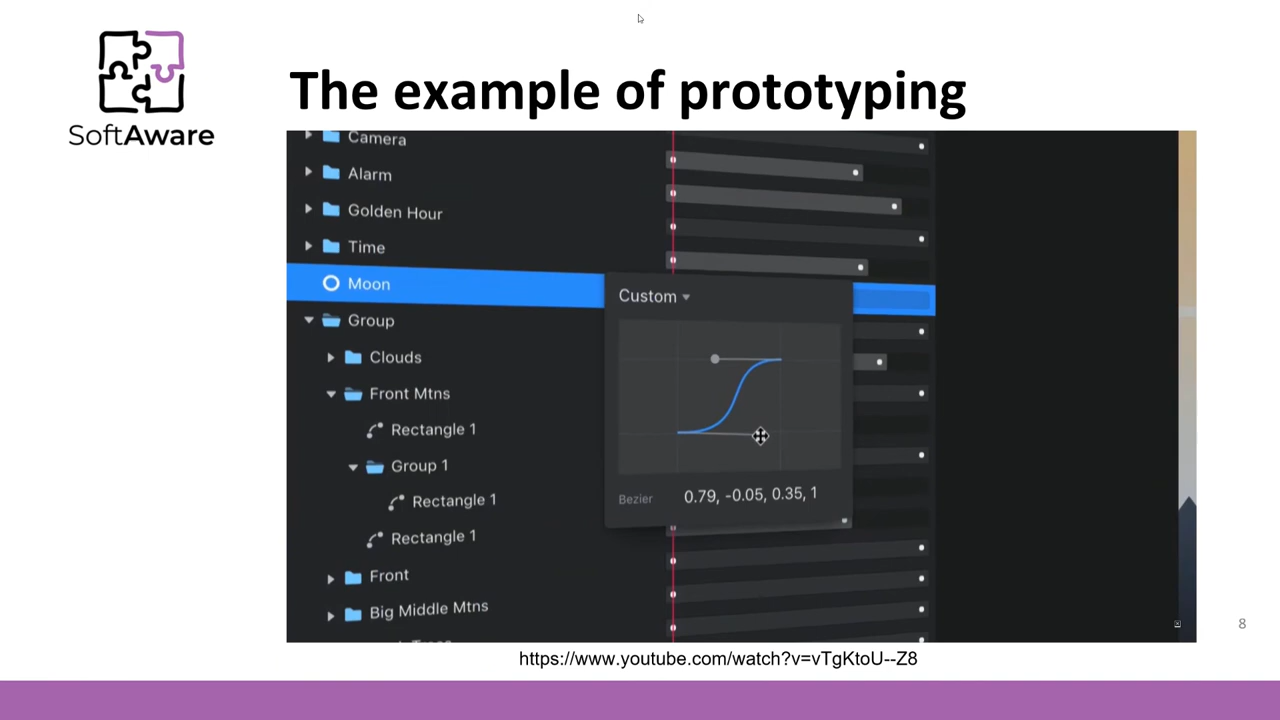 The example of prototyping
SoftAware
Camera
Alarm
Golden Hour
Time
Moon
Custom
Group
Clouds
Front Mtns
Rectangle 1
Group 1
Bezier 0.79, -0.05, 0.35, 1
Rectangle 1
Rectangle 1
Front
Big Middle Mtns
8
https://www.youtube.com/watch?v=vTgKtoU--Z8